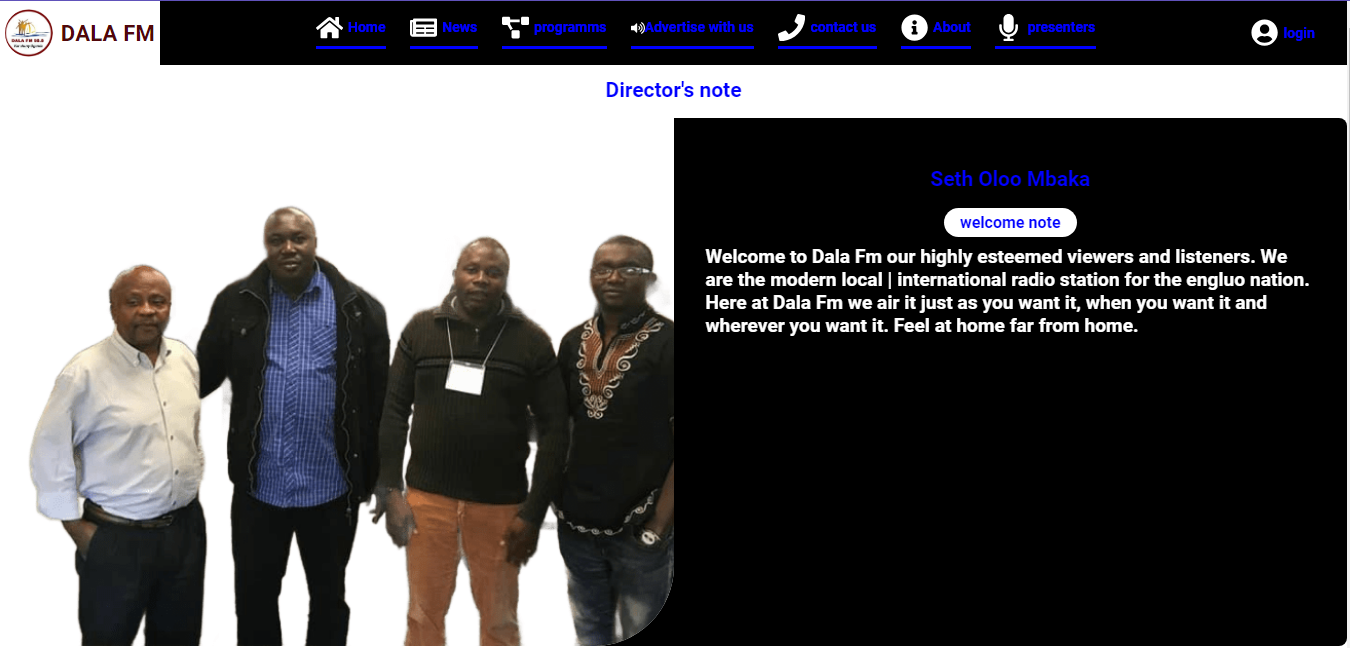 DALA FM
Home
News
programms
Advertise with us
contact us
About
presenters
login
Director's note
Seth Oloo Mbaka
welcome note
Welcome to Dala Fm our highly esteemed viewers and listeners. We
are the modern local | international radio station for the engluo nation.
Here at Dala Fm we air it just as you want it, when you want it and
wherever you want it. Feel at home far from home.